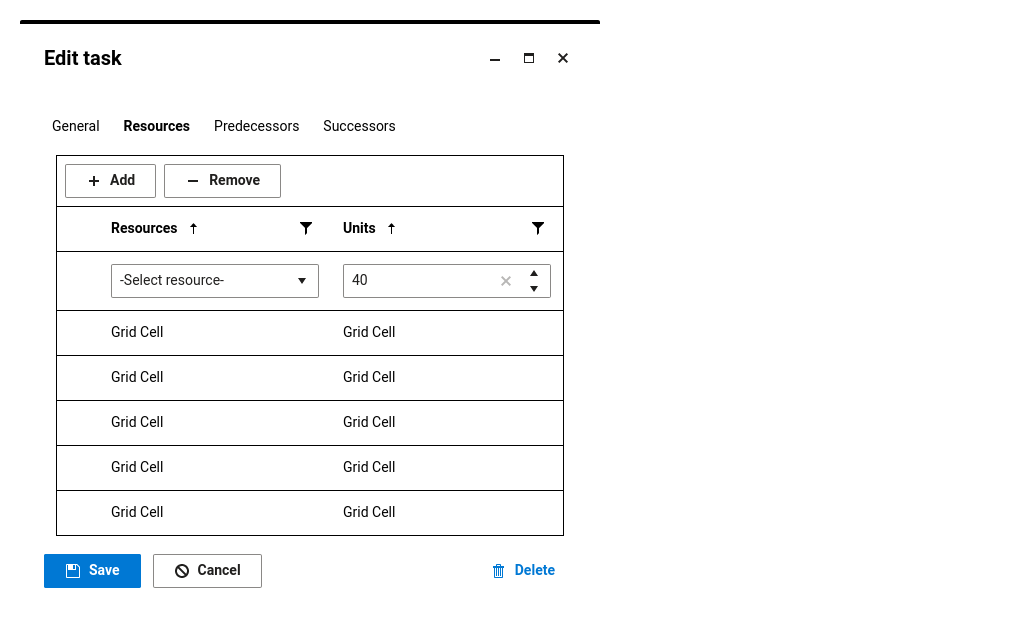 Edit task
General Resources Predecessors Successors
Add Remove
Resources Units
-Select resource- 40
Grid Cell Grid Cell
Grid Cell Grid Cell
Grid Cell Grid Cell
Grid Cell Grid Cell
Grid Cell Grid Cell
Save Cancel Delete